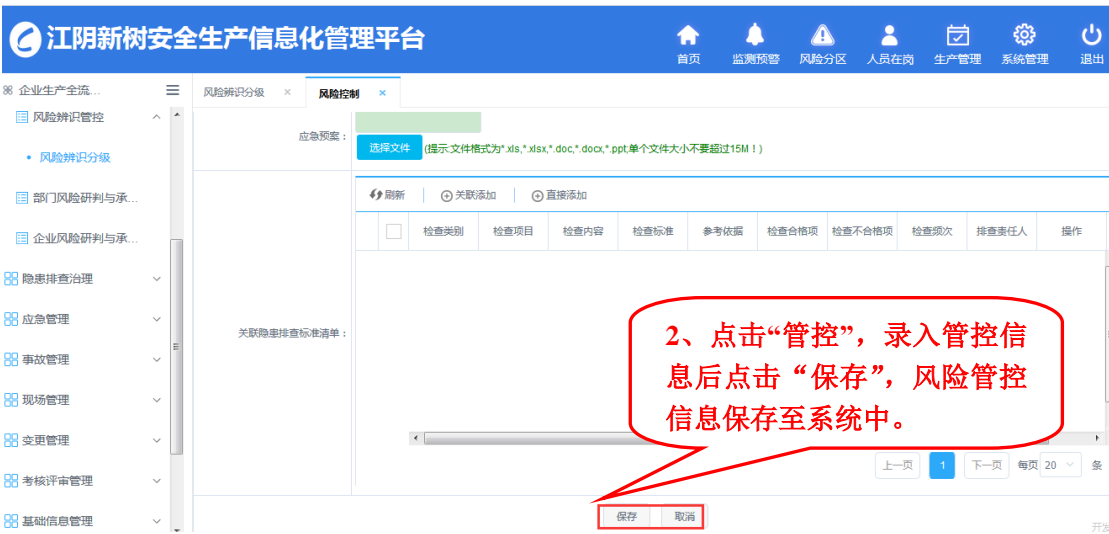 江阴新树安全生产信息化管理平台
首页 监测预警 风险分区 人员在岗 生产管理 系统管理 退出
企业生产全流...
风险辨识分级 × 风险控制 ×
风险辨识管控
风险辨识分级
部门风险研判与承...
企业风险研判与承...
隐患排查治理
应急管理
事故管理
现场管理
变更管理
考核评审管理
基础信息管理
应急预案：
选择文件 (提示:文件格式为*.xls,*.xlsx,*.doc,*.docx,*.ppt;单个文件大小不要超过15M！)
刷新 关联添加 直接添加
检查类别 检查项目 检查内容 检查标准 参考依据 检查合格项 检查不合格项 检查频次 排查责任人 操作
关联隐患排查标准清单：
2、点击“管控”，录入管控信
息后点击“保存”，风险管控
信息保存至系统中。
上一页 1 下一页 每页 20 条
保存 取消
开发